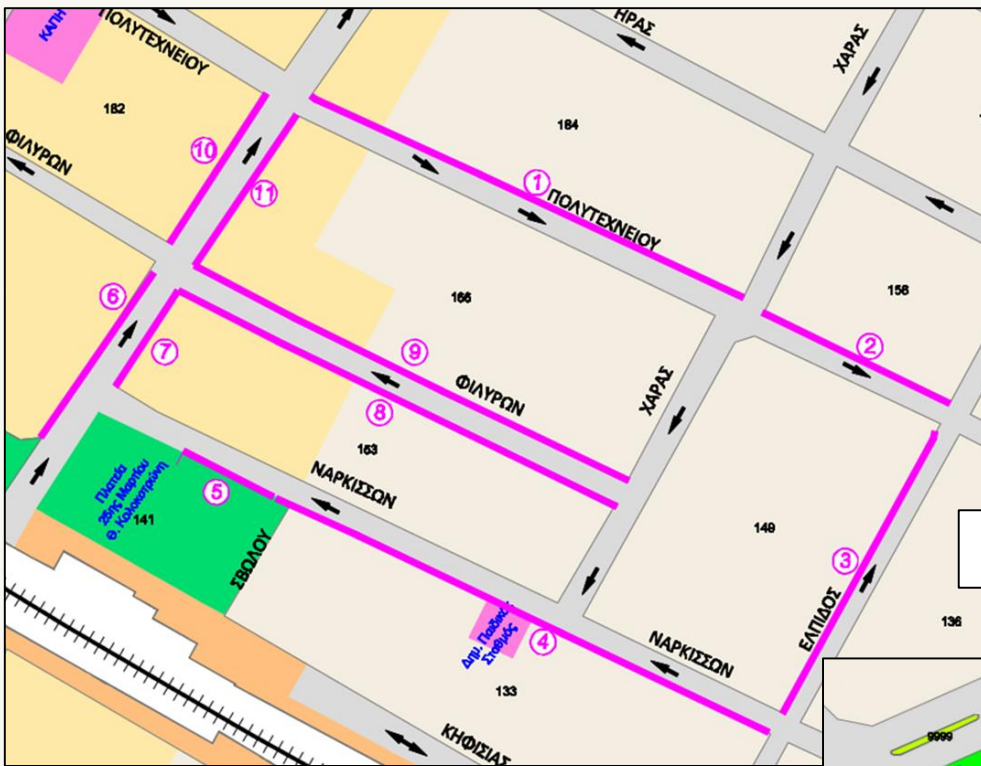 ΚΑΠΗ
ΠΟΛΥΤΕΧΝΕΙΟΥ
ΗΡΑΣ
ΧΑΡΑΣ
182
184
ΦΙΛΥΡΩΝ
10
11
1
ΠΟΛΥΤΕΧΝΕΙΟΥ
6
166
156
7
9
2
ΦΙΛΥΡΩΝ
ΧΑΡΑΣ
8
153
ΝΑΡΚΙΣΣΩΝ
5
Πλατεία
25ης Μαρτίου
Θ. Κολοκοτρώνη
141
ΣΒΩΛΟΥ
149
3
ΕΛΠΙΔΟΣ
136
Δημ. Παιδικός
Σταθμός
4
ΝΑΡΚΙΣΣΩΝ
133
ΚΗΦΙΣΙΑΣ
9999